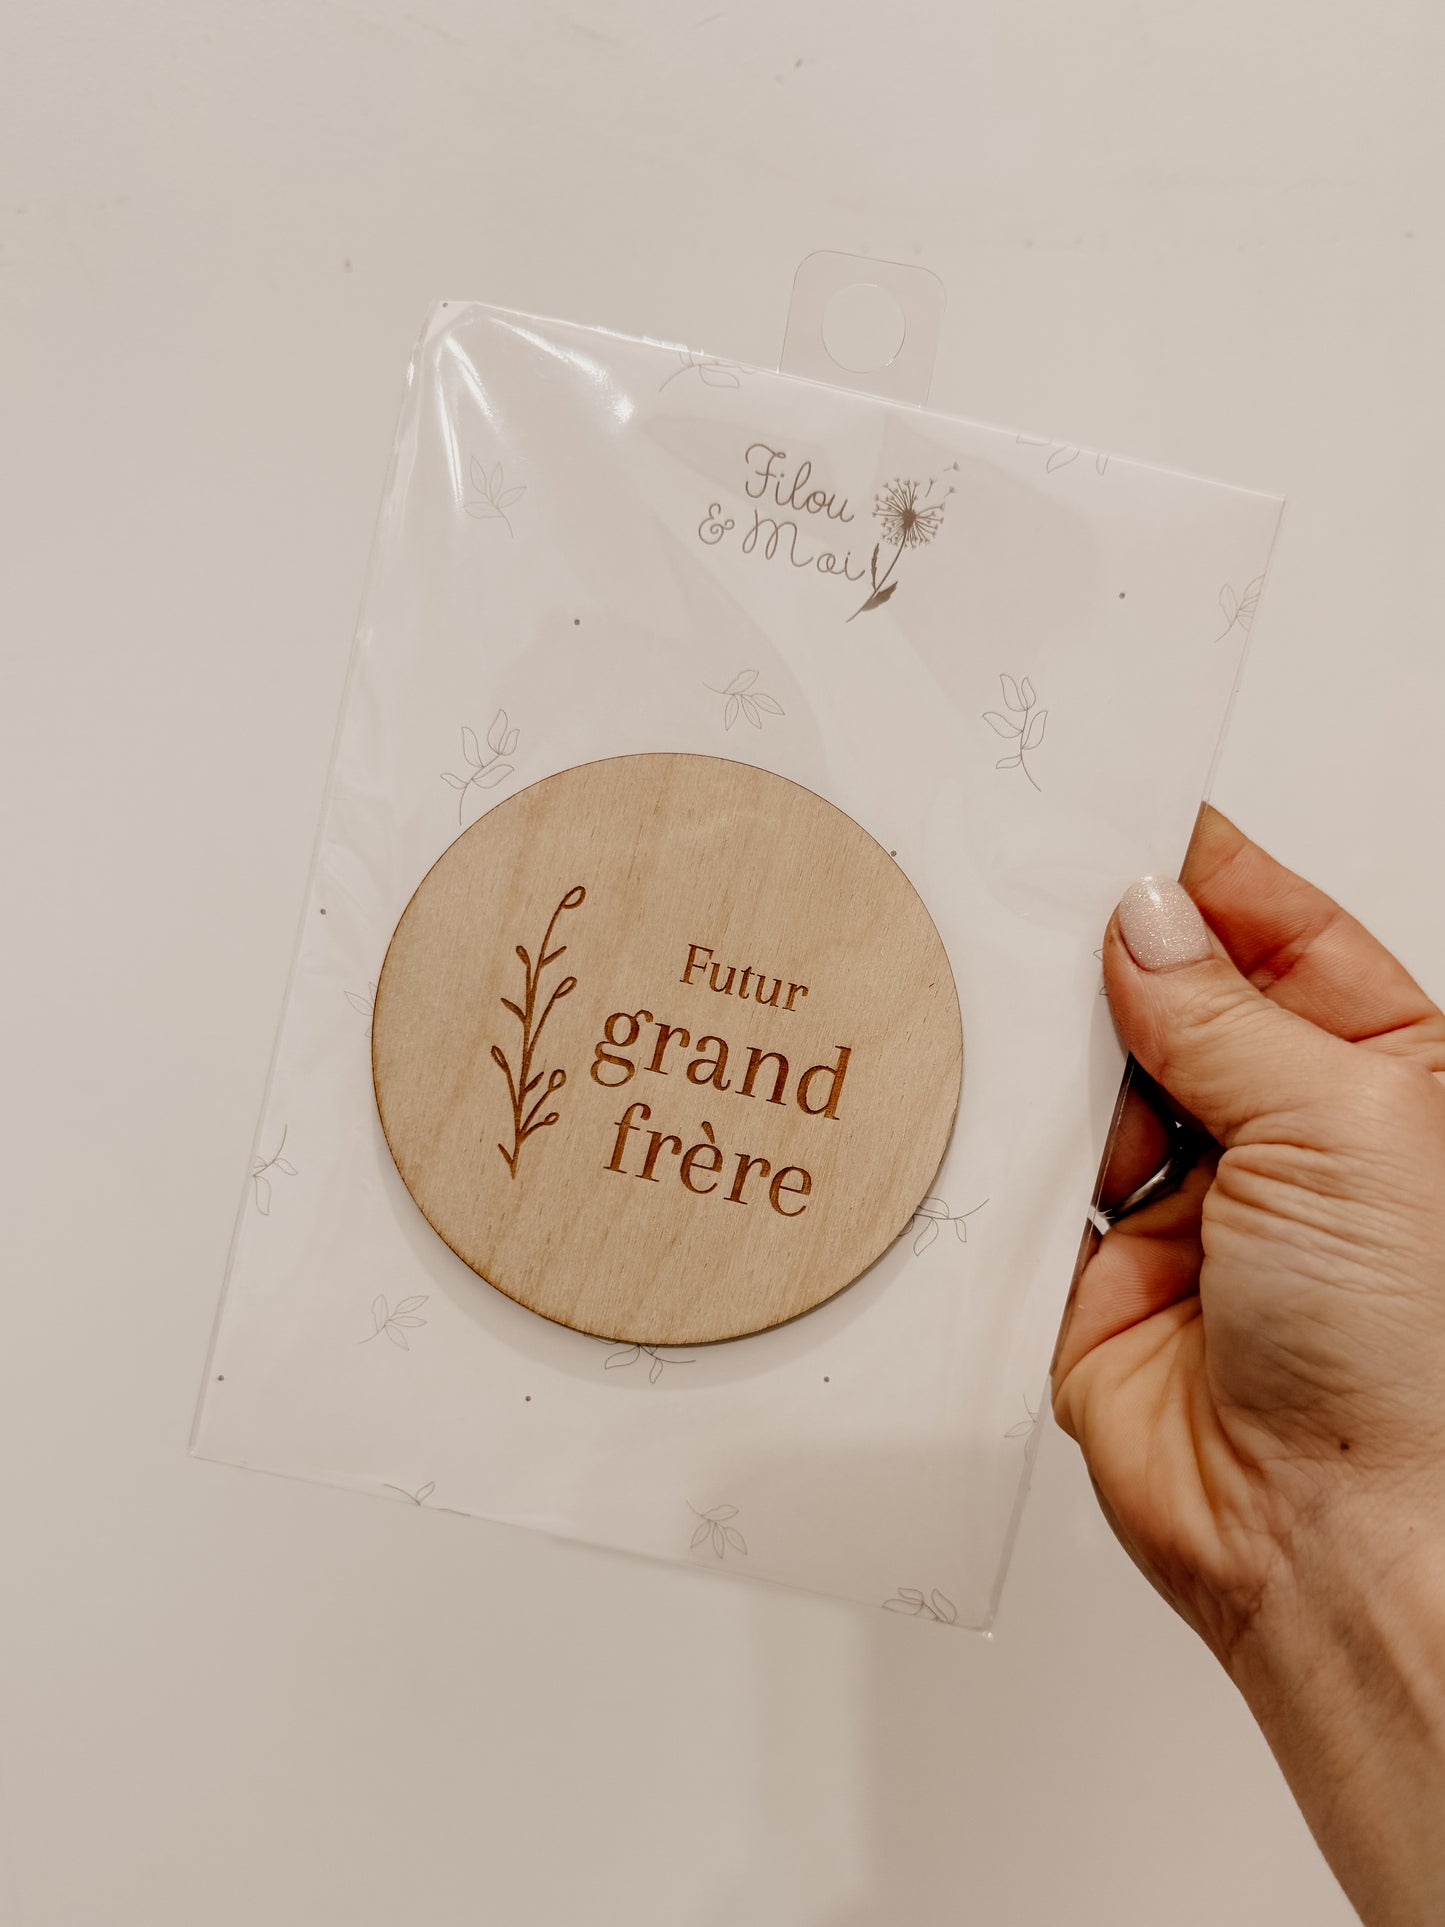 Filou
& Moi
Futur
grand
frère